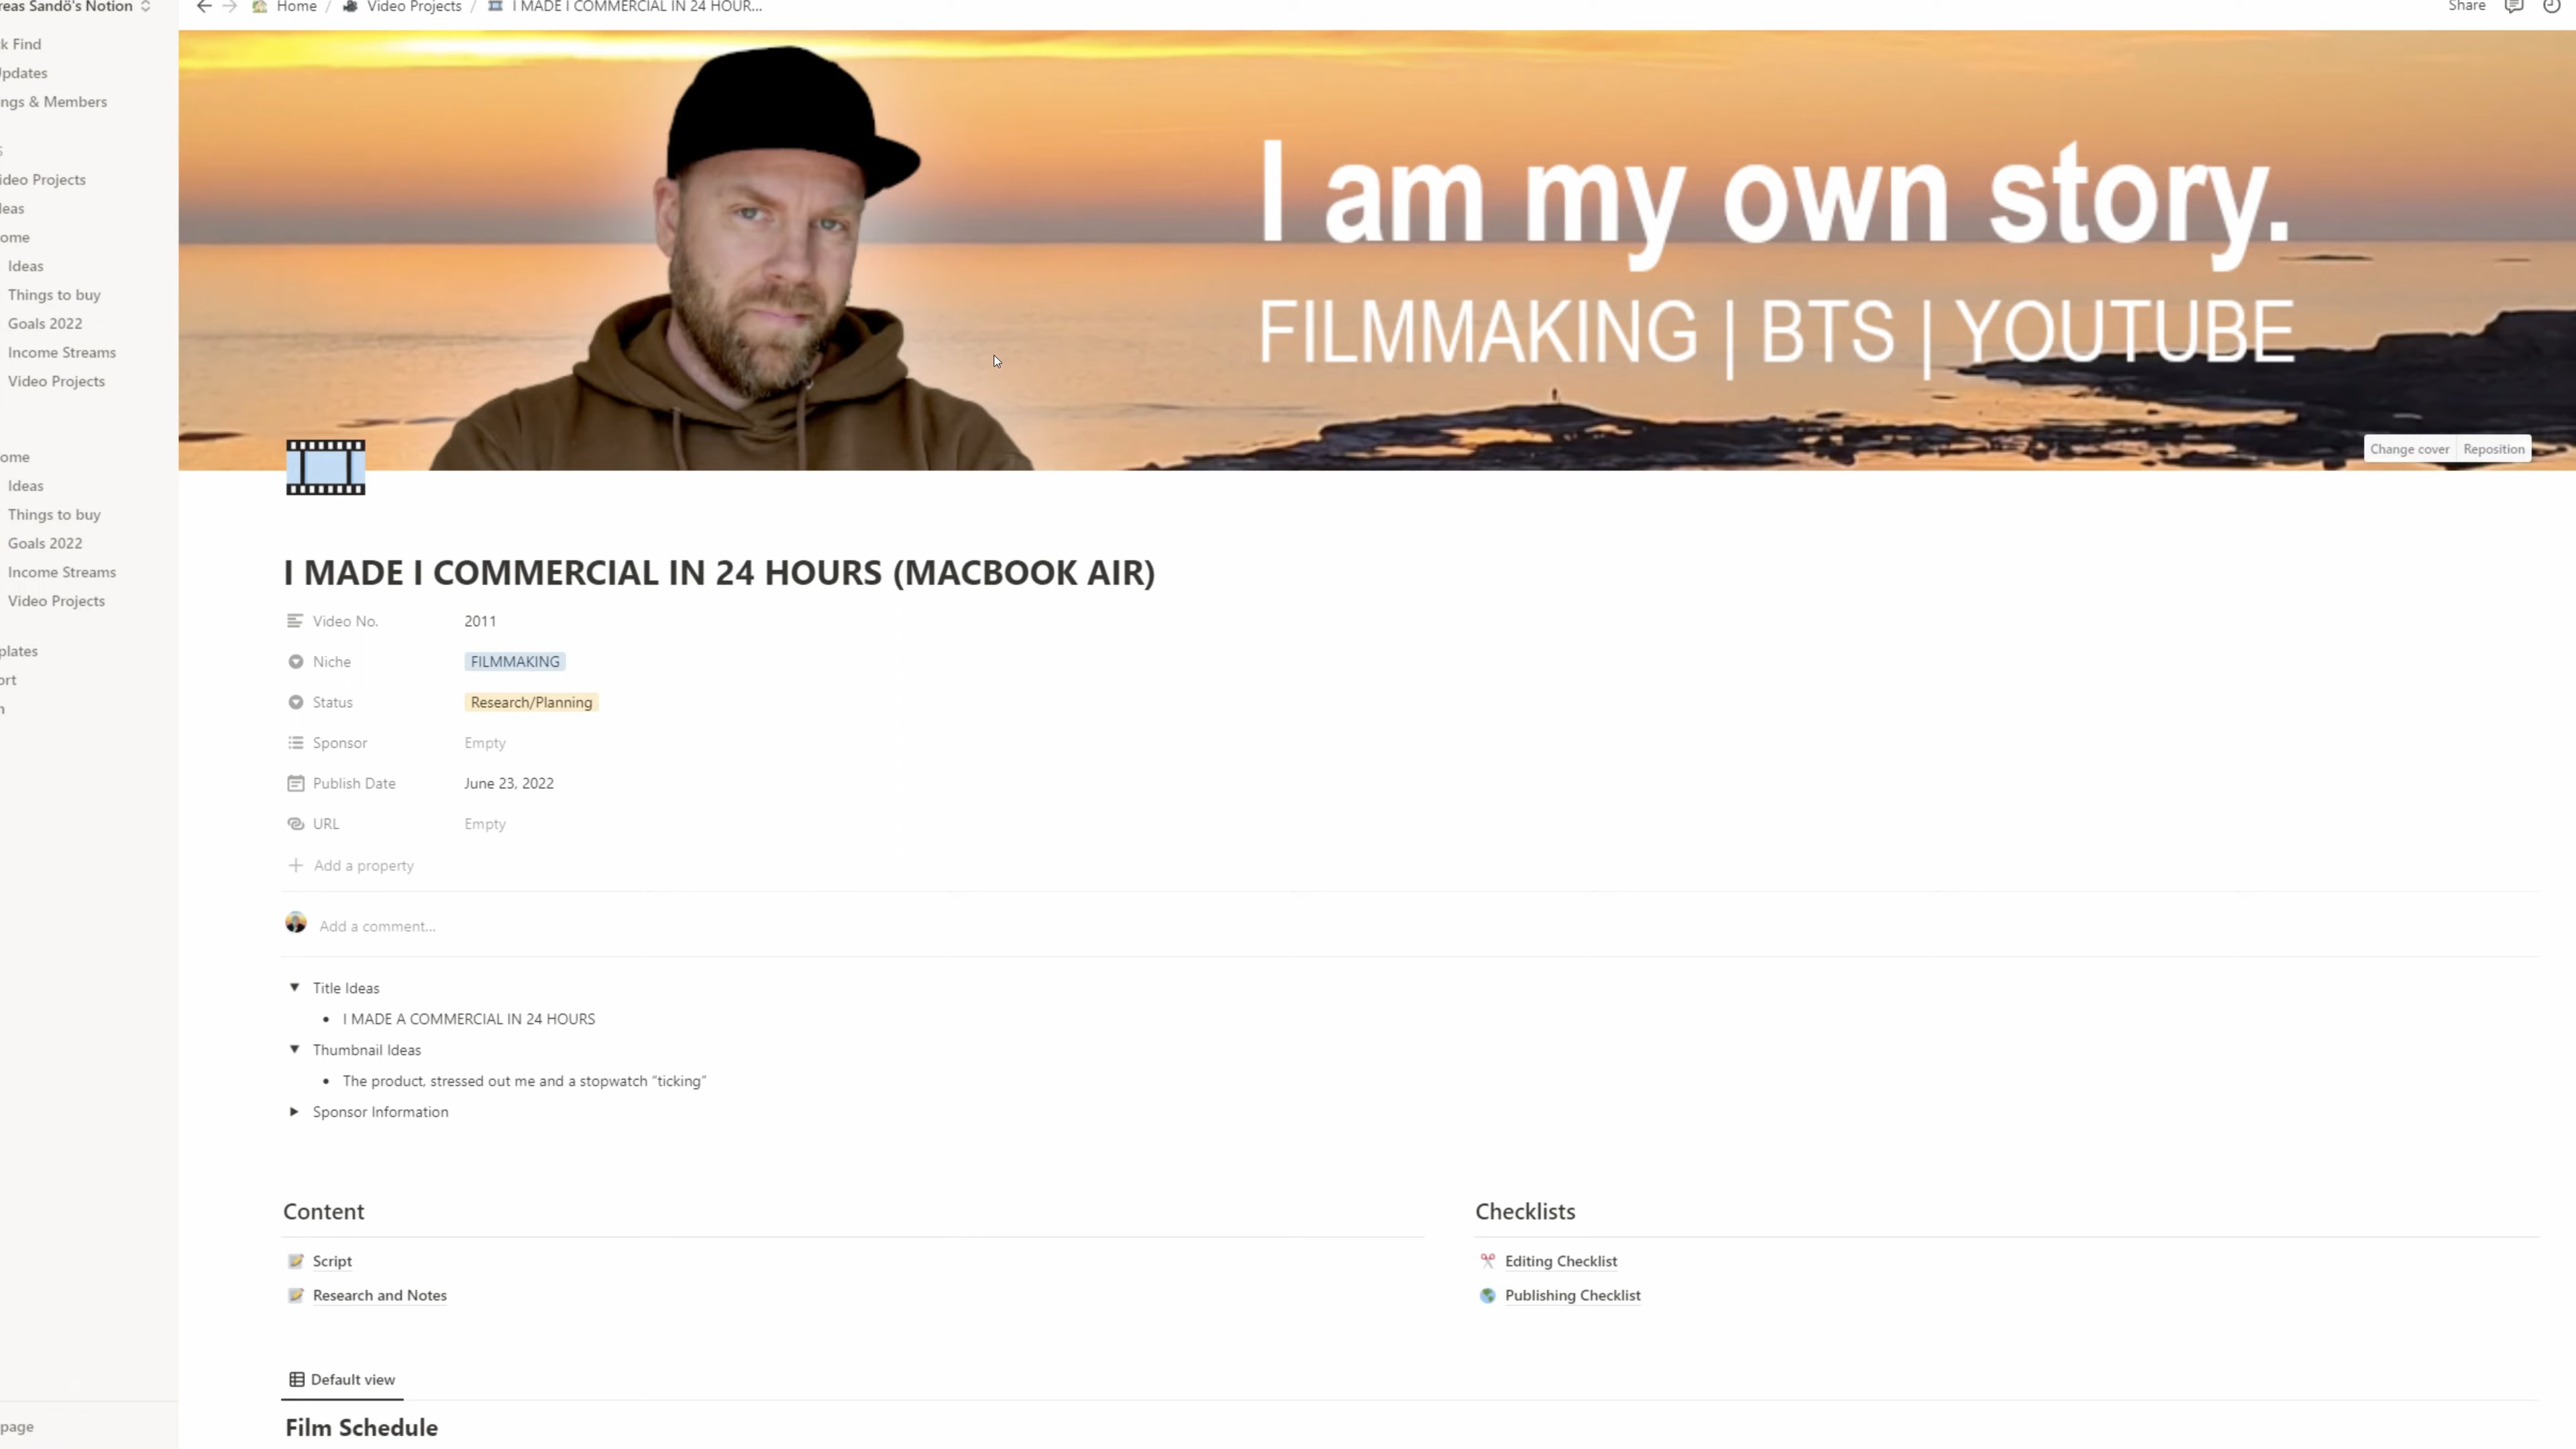 reas Sandö's Notion
Home / Video Projects / I MADE I COMMERCIAL IN 24 HOUR...
Share
k Find
Updates
ngs & Members
S
ideo Projects
leas
ome
Ideas
Things to buy
Goals 2022
Income Streams
Video Projects
ome
Ideas
Things to buy
Goals 2022
Income Streams
Video Projects
plates
ort
n
page
I am my own story.
FILMMAKING | BTS | YOUTUBE
Change cover Reposition
I MADE I COMMERCIAL IN 24 HOURS (MACBOOK AIR)
Video No. 2011
Niche FILMMAKING
Status Research/Planning
Sponsor Empty
Publish Date June 23, 2022
URL Empty
Add a property
Add a comment...
Title Ideas
• I MADE A COMMERCIAL IN 24 HOURS
Thumbnail Ideas
• The product, stressed out me and a stopwatch “ticking”
Sponsor Information
Content
Script
Research and Notes
Checklists
Editing Checklist
Publishing Checklist
Default view
Film Schedule